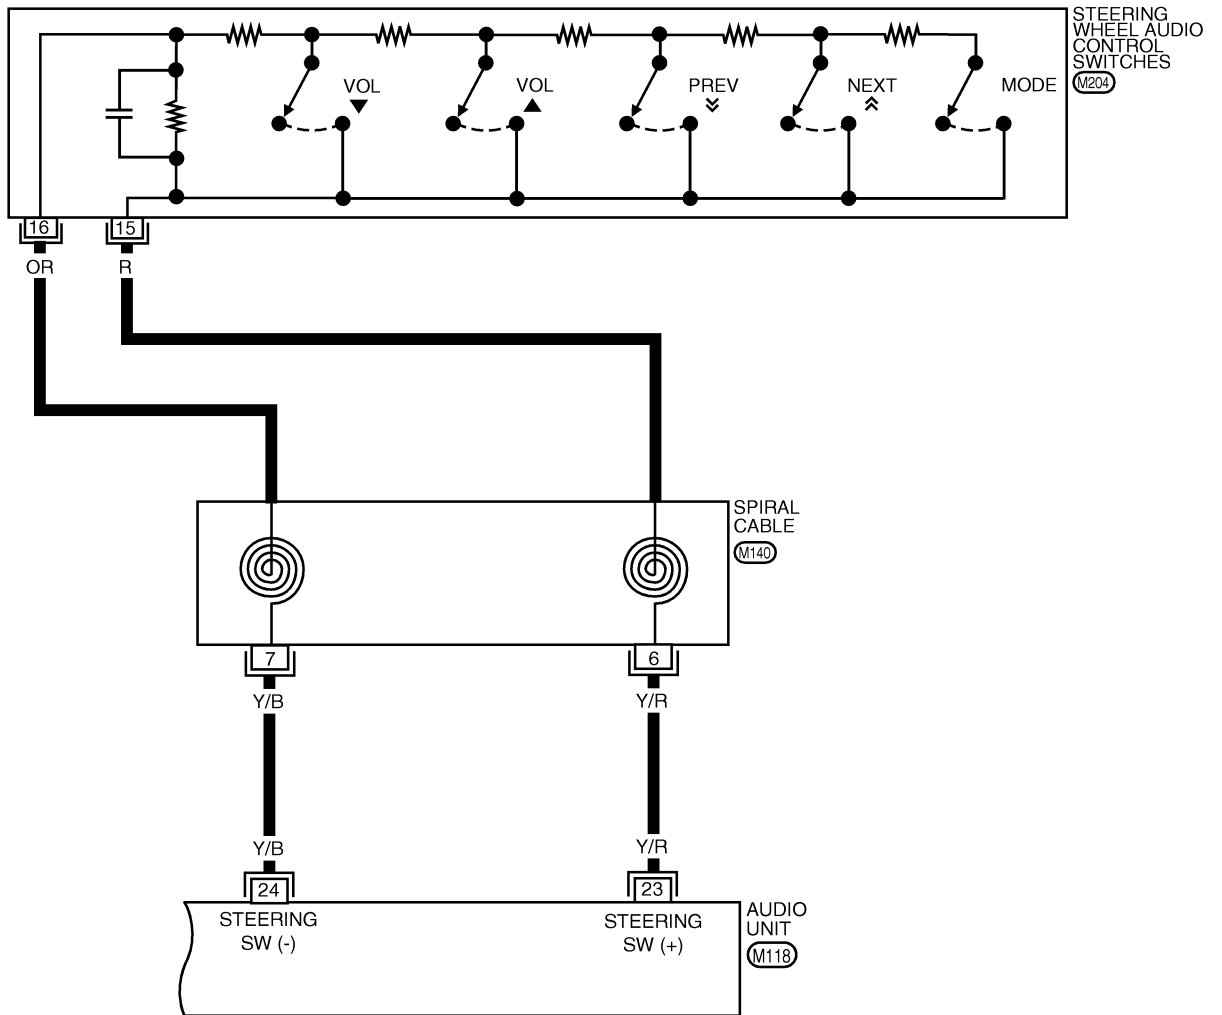 STEERING
WHEEL AUDIO
CONTROL
SWITCHES
M204
VOL
VOL
PREV
NEXT
MODE
16
15
OR
R
SPIRAL
CABLE
M140
7
6
Y/B
Y/R
Y/B
Y/R
24
23
STEERING
SW (-)
STEERING
SW (+)
AUDIO
UNIT
M118